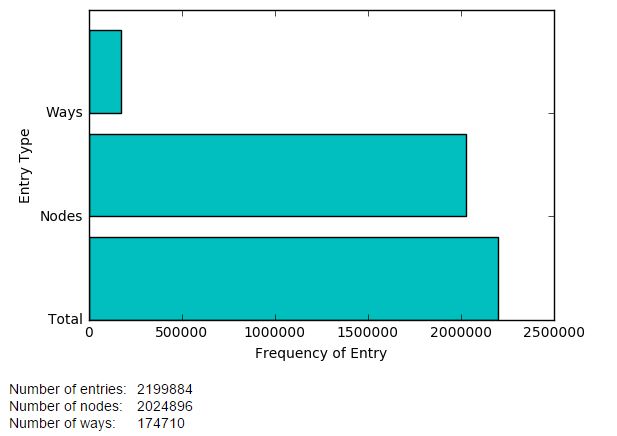 Ways
Nodes
Total
Entry Type
0 500000 1000000 1500000 2000000 2500000
Frequency of Entry
Number of entries: 2199884
Number of nodes: 2024896
Number of ways: 174710